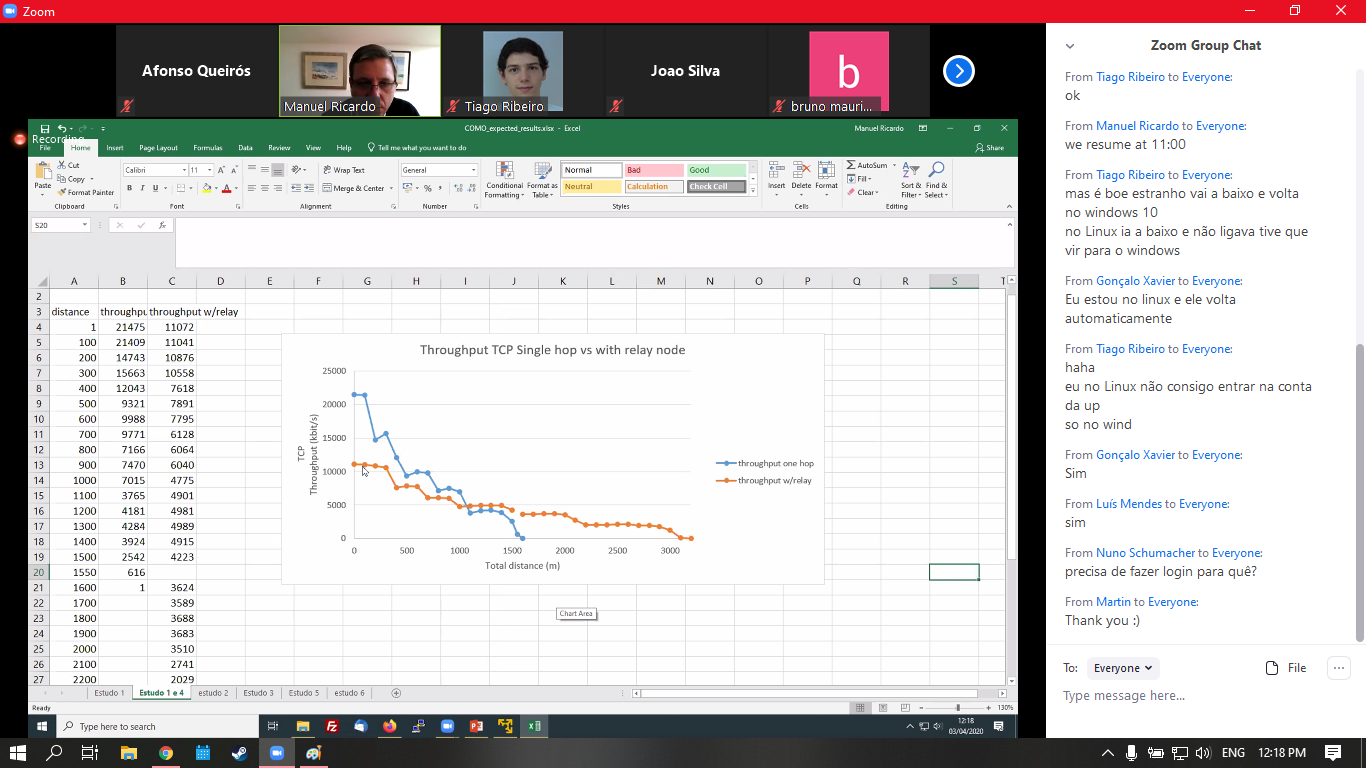 Zoom
Afonso Queirós
Manuel Ricardo
Tiago Ribeiro
Joao Silva
b
bruno mauri...
Recording
COMO_expected_results.xlsx - Excel
Manuel Ricardo
File Home Insert Page Layout Formulas Data Review View Help Tell me what you want to do Share
Paste
Cut
Copy
Format Painter
Clipboard
Calibri 11
B I U
Font
Wrap Text
Merge & Center
Alignment
General
Number
Conditional Formatting
Format as Table
Normal Bad Good
Neutral Calculation Check Cell
Styles
Insert Delete Format
Cells
AutoSum
Fill
Clear
Sort & Filter
Find & Select
Editing
S20
fx
A B C D E F G H I J K L M N O P Q R S T
2
3 distance throughpu throughput w/relay
4 1 21475 11072
5 100 21409 11041
6 200 14743 10876
7 300 15663 10558
8 400 12043 7618
9 500 9321 7891
10 600 9988 7795
11 700 9771 6128
12 800 7166 6064
13 900 7470 6040
14 1000 7015 4775
15 1100 3765 4901
16 1200 4181 4981
17 1300 4284 4989
18 1400 3924 4915
19 1500 2542 4223
20 1550 616
21 1600 1 3624
22 1700 3589
23 1800 3688
24 1900 3683
25 2000 3510
26 2100 2741
27 2200 2029
Throughput TCP Single hop vs with relay node
25000
20000
15000
10000
5000
0
TCP
Throughput (kbit/s)
0 500 1000 1500 2000 2500 3000
Total distance (m)
throughput one hop
throughput w/relay
Chart Area
Estudo 1 Estudo 1 e 4 estudo 2 Estudo 3 Estudo 5 estudo 6
Ready
130%
Type here to search
12:18
03/04/2020
Zoom Group Chat
From Tiago Ribeiro to Everyone:
ok
From Manuel Ricardo to Everyone:
we resume at 11:00
From Tiago Ribeiro to Everyone:
mas é boe estranho vai a baixo e volta
no windows 10
no Linux ia a baixo e não ligava tive que
vir para o windows
From Gonçalo Xavier to Everyone:
Eu estou no linux e ele volta
automaticamente
From Tiago Ribeiro to Everyone:
haha
eu no Linux não consigo entrar na conta
da up
so no wind
From Gonçalo Xavier to Everyone:
Sim
From Luís Mendes to Everyone:
sim
From Nuno Schumacher to Everyone:
precisa de fazer login para quê?
From Martin to Everyone:
Thank you :)
To: Everyone File ...
Type message here...
ENG 12:18 PM